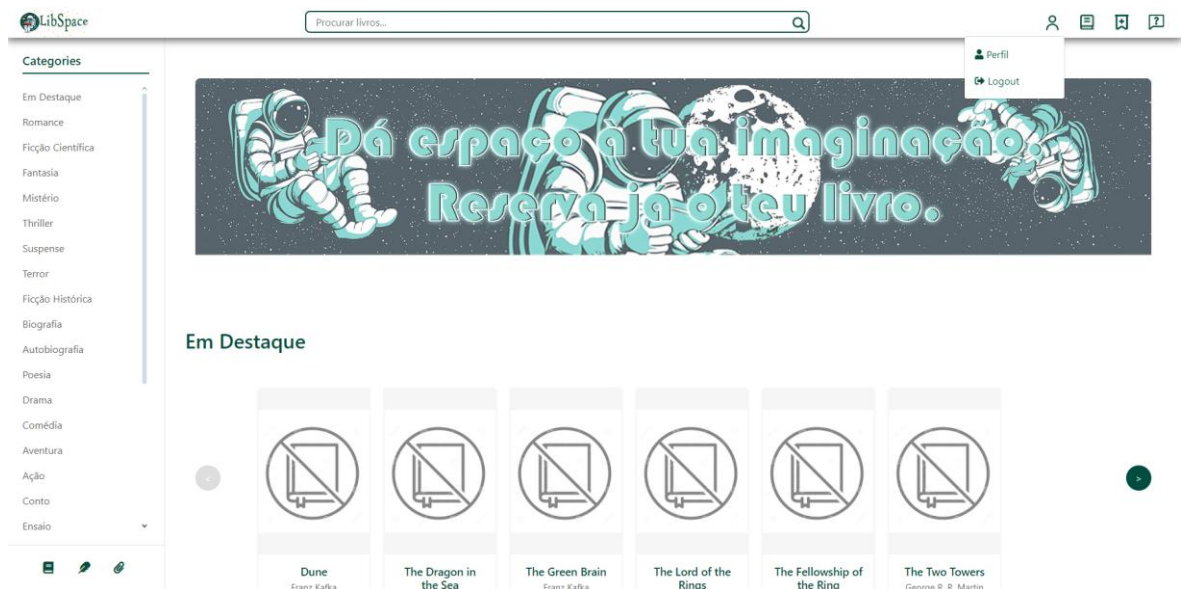 LibSpace
Procurar livros...
Perfil
Logout
Categories
Em Destaque
Romance
Ficção Científica
Fantasia
Mistério
Thriller
Suspense
Terror
Ficção Histórica
Biografia
Autobiografia
Poesia
Drama
Comédia
Aventura
Ação
Conto
Ensaio
Dá espaço à tua imaginação.
Reserva ja o teu livro.
Em Destaque
<
>
Dune
Franz Kafka
The Dragon in
the Sea
The Green Brain
Franz Kafka
The Lord of the
Rings
The Fellowship of
the Ring
The Two Towers
George R. R. Martin